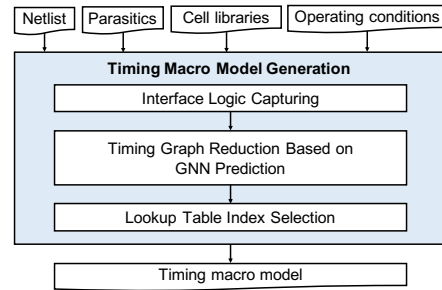 Netlist
Parasitics
Cell libraries
Operating conditions
Timing Macro Model Generation
Interface Logic Capturing
Timing Graph Reduction Based on
GNN Prediction
Lookup Table Index Selection
Timing macro model